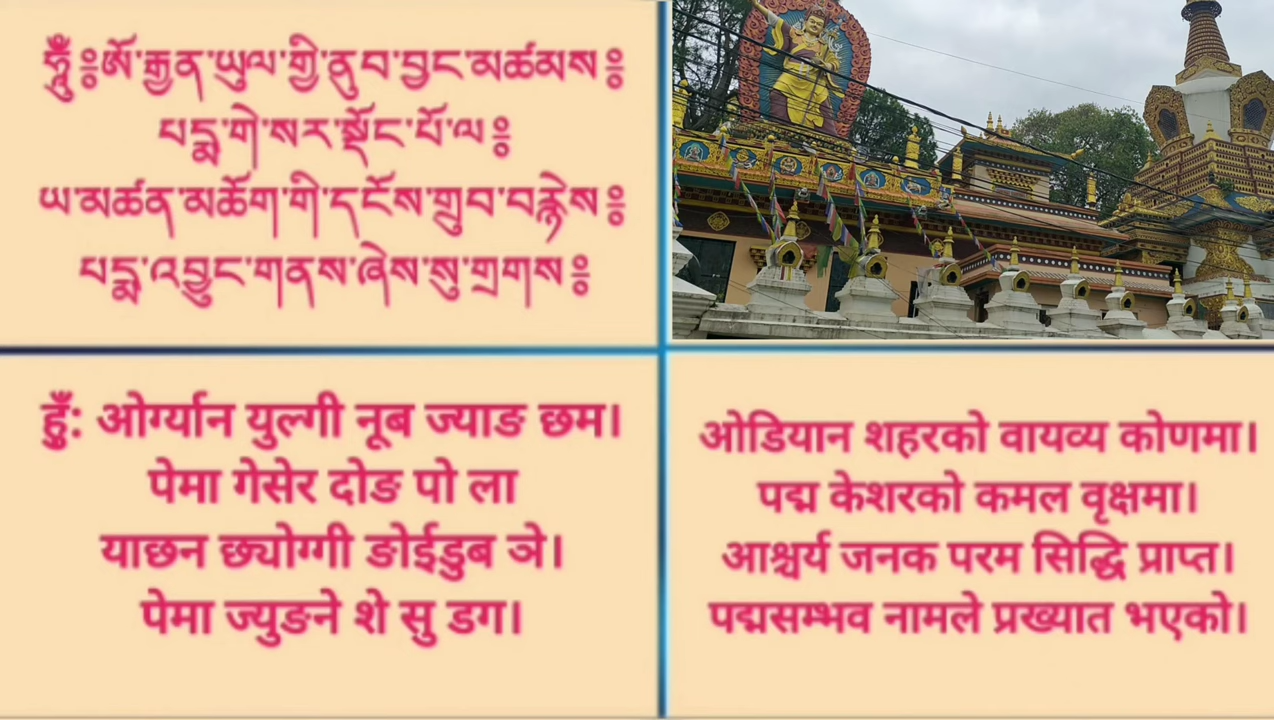 ཧཱུྃ༔ ཨོ་རྒྱན་ཡུལ་གྱི་ནུབ་བྱང་མཚམས༔
པདྨ་གེ་སར་སྡོང་པོ་ལ༔
ཡ་མཚན་མཆོག་གི་དངོས་གྲུབ་བརྙེས༔
པདྨ་འབྱུང་གནས་ཞེས་སུ་གྲགས༔
हुँ: ओर्ग्यान युल्गी नूब ज्याङ छम।
पेमा गेसेर दोङ पो ला
याछन छ्योग्गी ङोईडुब ञे।
पेमा ज्युङने शे सु डग।
ओडियान शहरको वायव्य कोणमा।
पद्म केशरको कमल वृक्षमा।
आश्चर्य जनक परम सिद्धि प्राप्त।
पद्मसम्भव नामले प्रख्यात भएको।